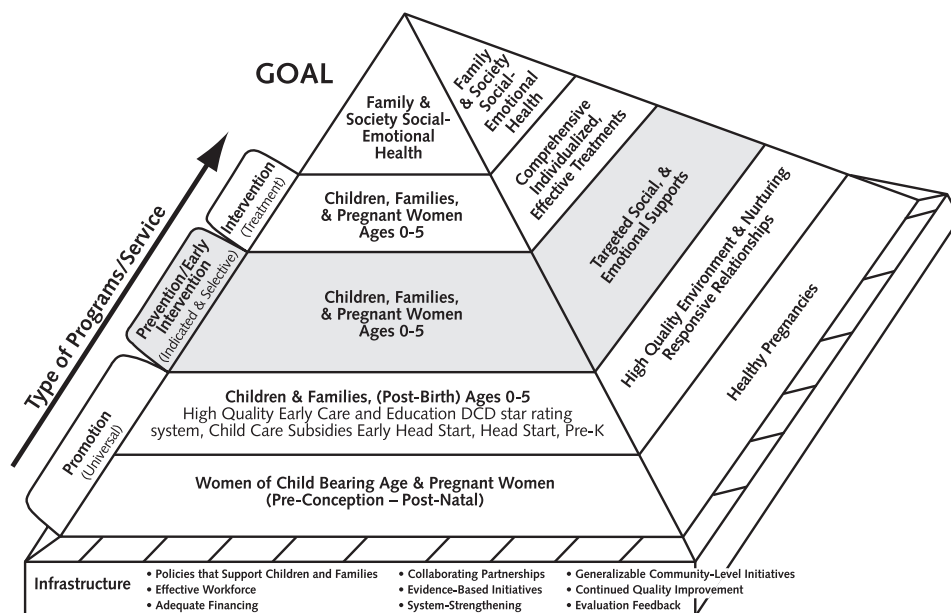 GOAL
Family &
Society Social-
Emotional
Health
Family
& Society
Social-
Emotional
Health
Type of Programs/Service
Intervention
(Treatment)
Children, Families,
& Pregnant Women
Ages 0-5
Comprehensive
Individualized,
Effective Treatments
Prevention/Early
Intervention
(Indicated & Selective)
Children, Families,
& Pregnant Women
Ages 0-5
Targeted Social, &
Emotional Supports
Promotion
(Universal)
Children & Families, (Post-Birth) Ages 0-5
High Quality Early Care and Education DCD star rating
system, Child Care Subsidies Early Head Start, Head Start, Pre-K
High Quality Environment & Nurturing
Responsive Relationships
Women of Child Bearing Age & Pregnant Women
(Pre-Conception – Post-Natal)
Healthy Pregnancies
Infrastructure
• Policies that Support Children and Families
• Effective Workforce
• Adequate Financing
• Collaborating Partnerships
• Evidence-Based Initiatives
• System-Strengthening
• Generalizable Community-Level Initiatives
• Continued Quality Improvement
• Evaluation Feedback